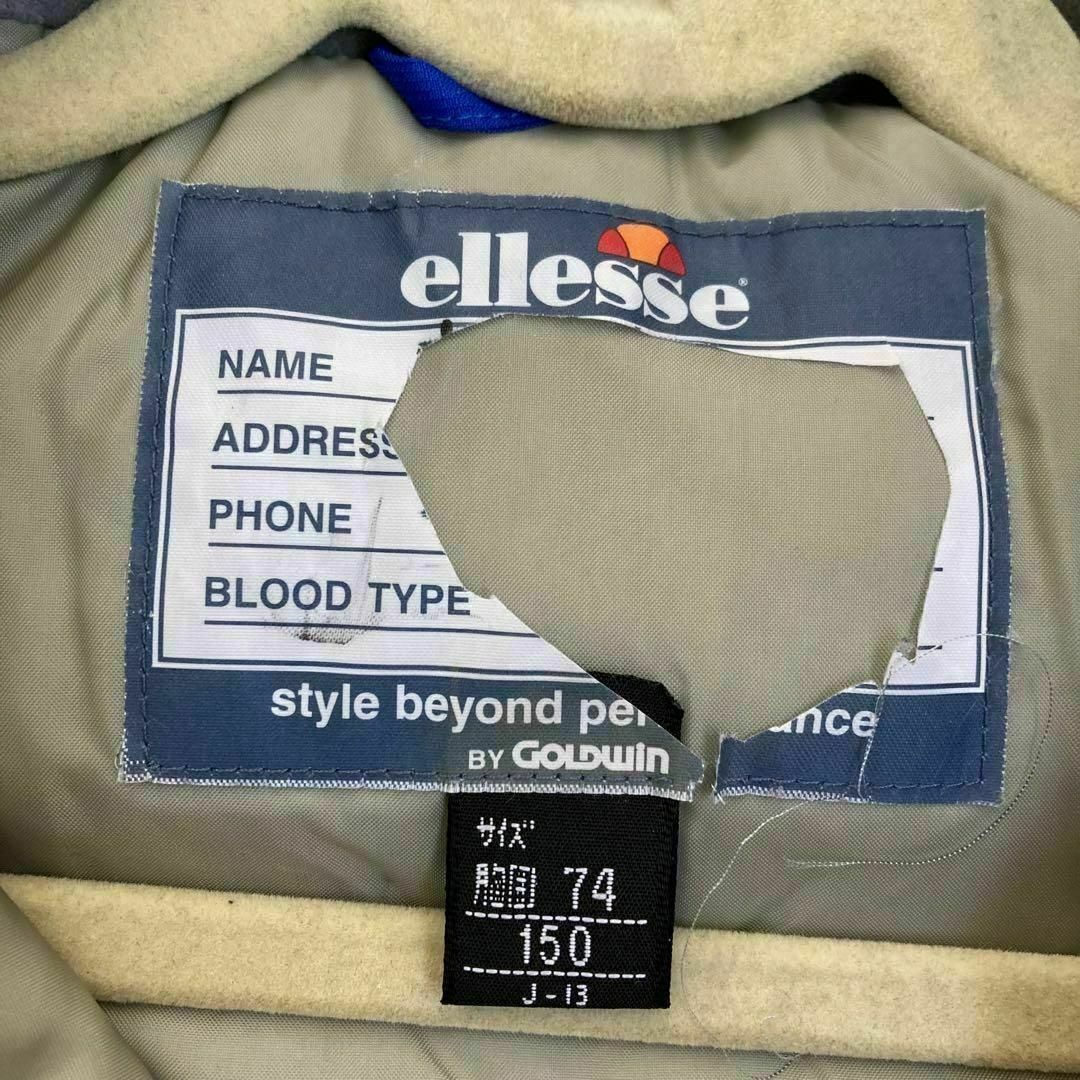 ellesse®
NAME
ADDRESS
PHONE
BLOOD TYPE
style beyond per ance
BY GOLDWIN
サイズ
胸囲 74
150
J-13